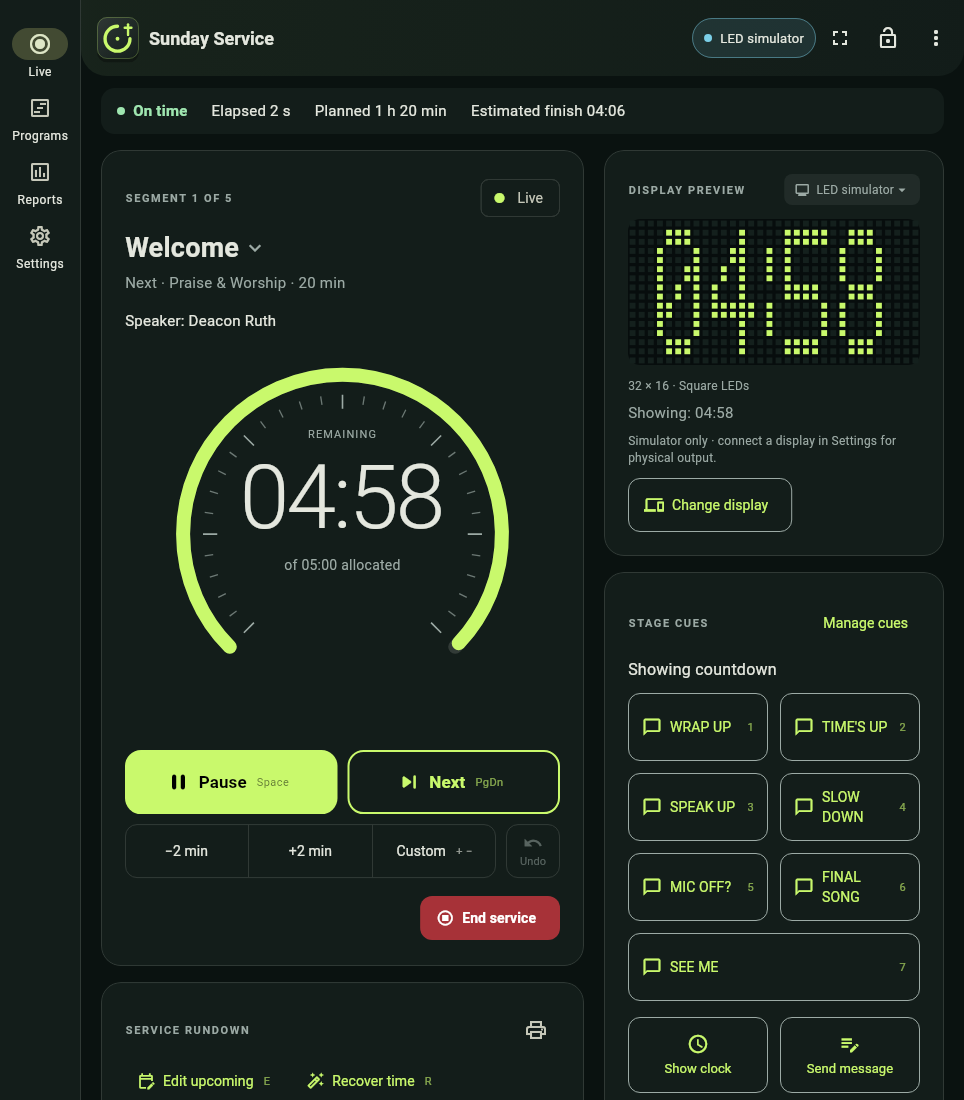 Live
Programs
Reports
Settings
Sunday Service
LED simulator
On time
Elapsed 2 s
Planned 1 h 20 min
Estimated finish 04:06
SEGMENT 1 OF 5
Live
Welcome
Next · Praise & Worship · 20 min
Speaker: Deacon Ruth
REMAINING
04:58
of 05:00 allocated
Pause Space
Next PgDn
−2 min
+2 min
Custom + −
Undo
End service
SERVICE RUNDOWN
Edit upcoming E
Recover time R
DISPLAY PREVIEW
LED simulator
04:58
32 × 16 · Square LEDs
Showing: 04:58
Simulator only · connect a display in Settings for
physical output.
Change display
STAGE CUES
Manage cues
Showing countdown
WRAP UP 1
TIME'S UP 2
SPEAK UP 3
SLOW
DOWN 4
MIC OFF? 5
FINAL
SONG 6
SEE ME 7
Show clock
Send message